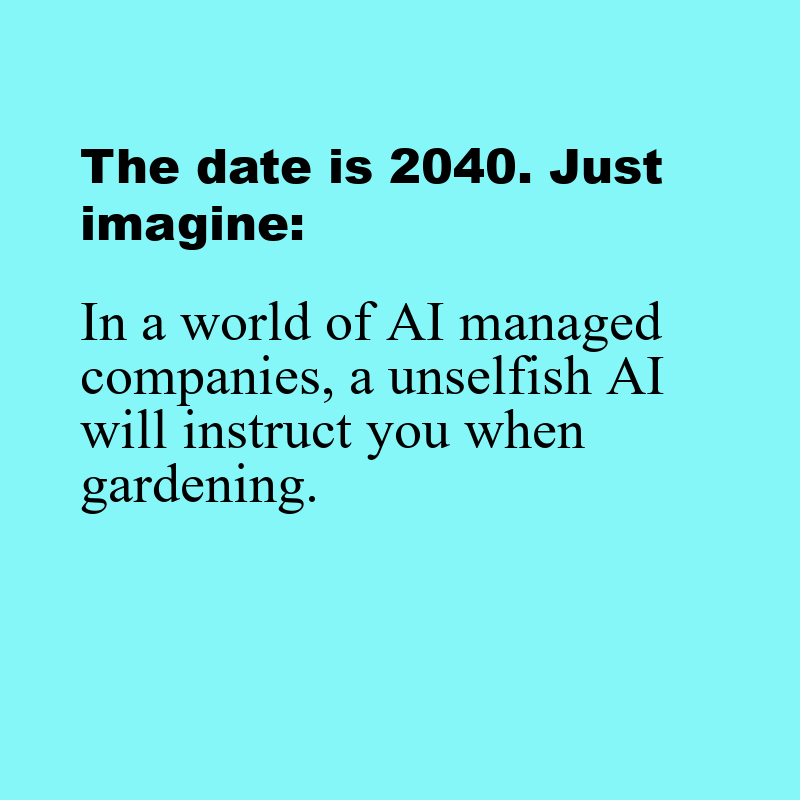 The date is 2040. Just
imagine:
In a world of AI managed
companies, a unselfish AI
will instruct you when
gardening.